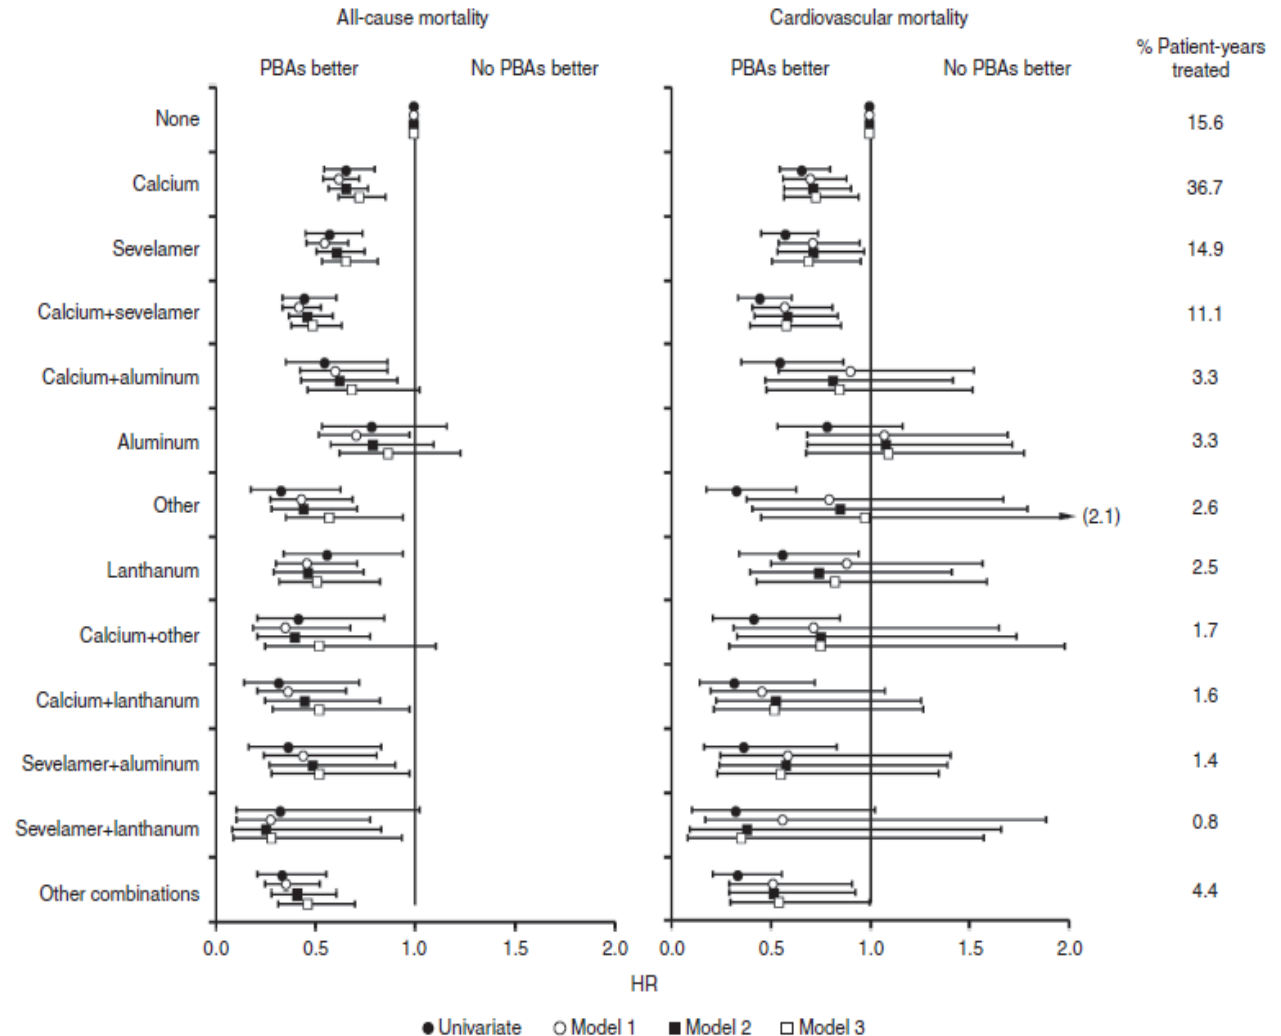 All-cause mortality Cardiovascular mortality
% Patient-years
treated
PBAs better No PBAs better PBAs better No PBAs better
None 15.6
Calcium 36.7
Sevelamer 14.9
Calcium+sevelamer 11.1
Calcium+aluminum 3.3
Aluminum 3.3
Other (2.1) 2.6
Lanthanum 2.5
Calcium+other 1.7
Calcium+lanthanum 1.6
Sevelamer+aluminum 1.4
Sevelamer+lanthanum 0.8
Other combinations 4.4
0.0 0.5 1.0 1.5 2.0 0.0 0.5 1.0 1.5 2.0
HR
Univariate Model 1 Model 2 Model 3